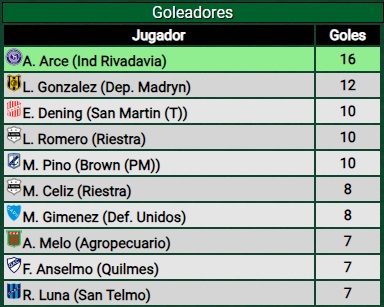 Goleadores
Jugador Goles
A. Arce (Ind Rivadavia) 16
L. Gonzalez (Dep. Madryn) 12
E. Dening (San Martin (T)) 10
L. Romero (Riestra) 10
M. Pino (Brown (PM)) 10
M. Celiz (Riestra) 8
M. Gimenez (Def. Unidos) 8
A. Melo (Agropecuario) 7
F. Anselmo (Quilmes) 7
R. Luna (San Telmo) 7